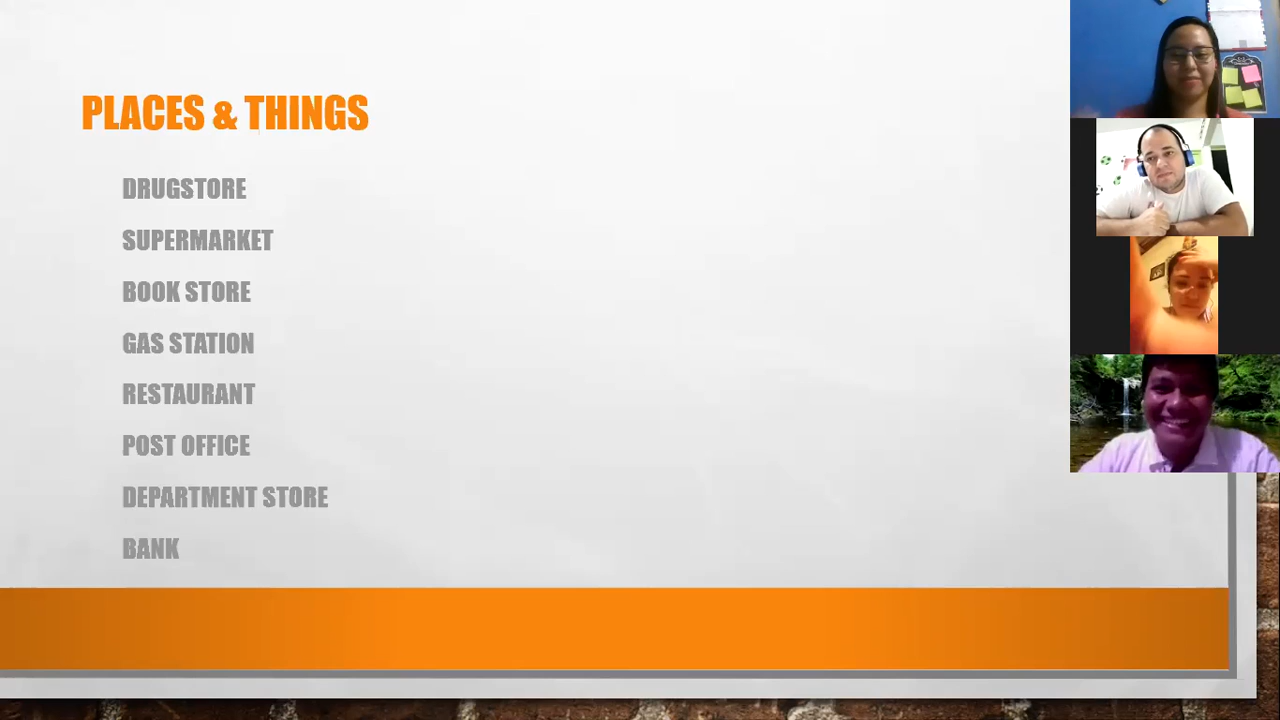 PLACES & THINGS
DRUGSTORE
SUPERMARKET
BOOK STORE
GAS STATION
RESTAURANT
POST OFFICE
DEPARTMENT STORE
BANK